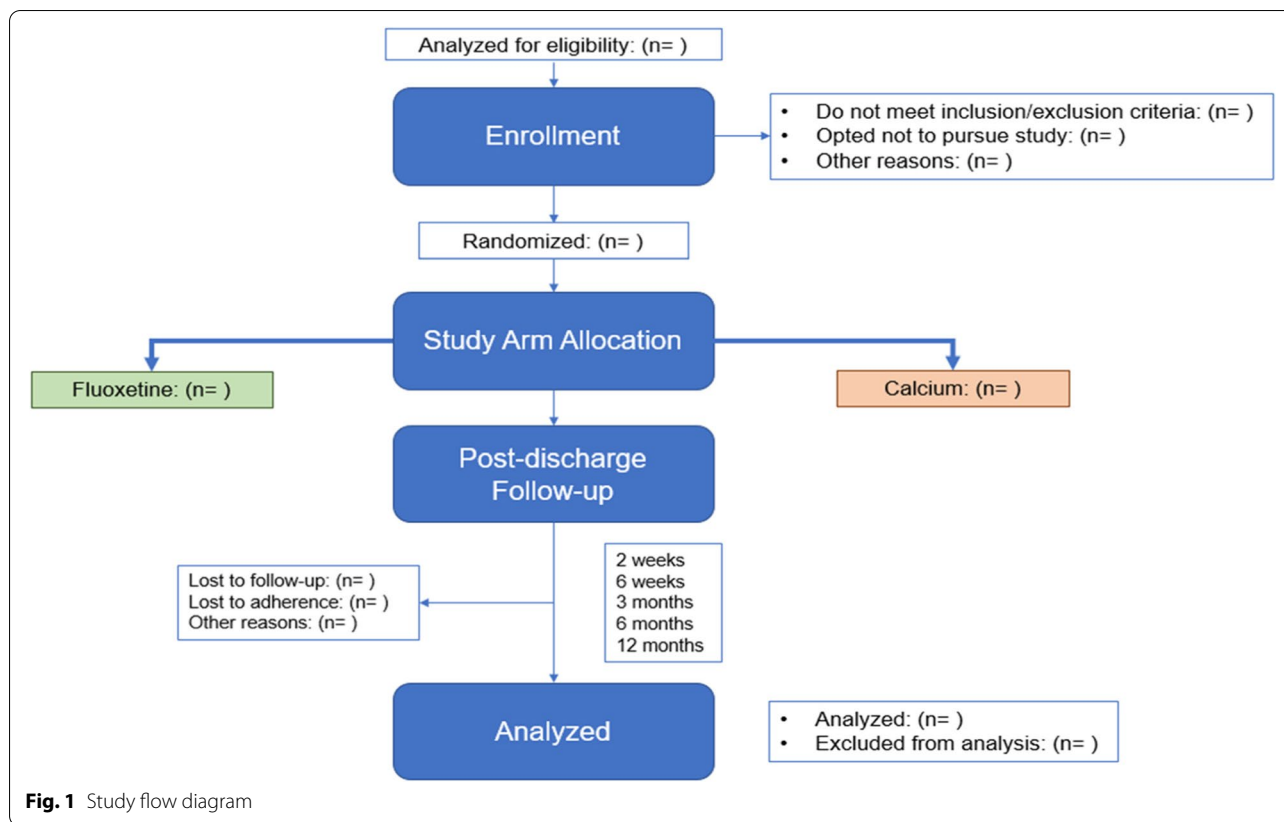 Analyzed for eligibility: (n= )
Enrollment
• Do not meet inclusion/exclusion criteria: (n= )
• Opted not to pursue study: (n= )
• Other reasons: (n= )
Randomized: (n= )
Study Arm Allocation
Fluoxetine: (n= )
Calcium: (n= )
Post-discharge
Follow-up
Lost to follow-up: (n= )
Lost to adherence: (n= )
Other reasons: (n= )
2 weeks
6 weeks
3 months
6 months
12 months
Analyzed
• Analyzed: (n= )
• Excluded from analysis: (n= )
Fig. 1 Study flow diagram